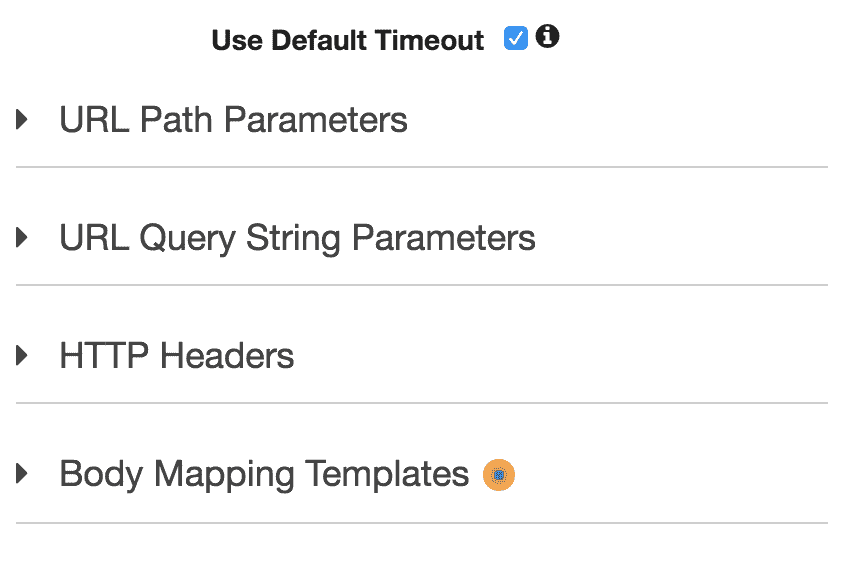 Use Default Timeout
URL Path Parameters
URL Query String Parameters
HTTP Headers
Body Mapping Templates